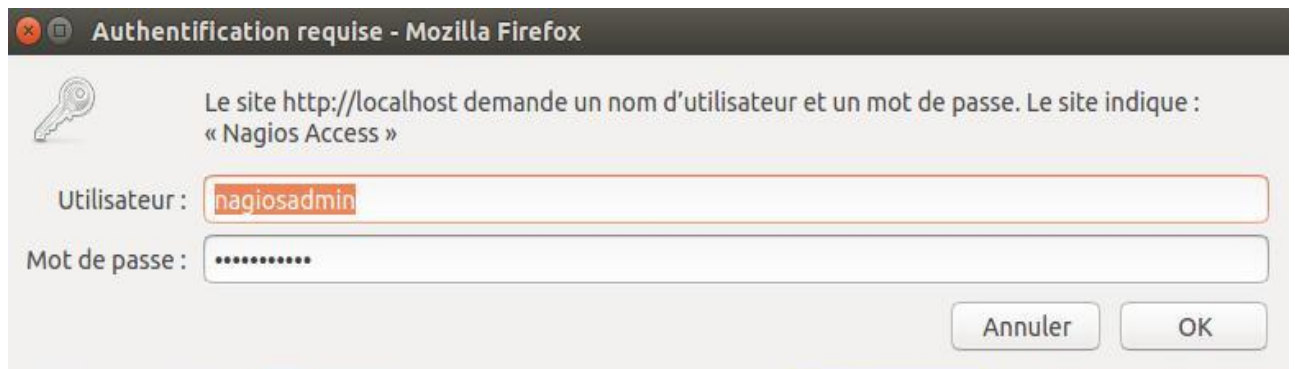 Authentification requise - Mozilla Firefox
Le site http://localhost demande un nom d’utilisateur et un mot de passe. Le site indique :
« Nagios Access »
Utilisateur : nagiosadmin
Mot de passe : •••••••••••
Annuler OK